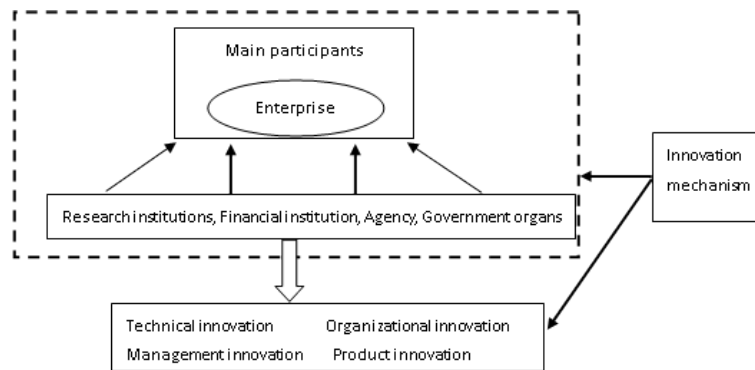 Main participants
Enterprise
Innovation
mechanism
Research institutions, Financial institution, Agency, Government organs
Technical innovation Organizational innovation
Management innovation Product innovation